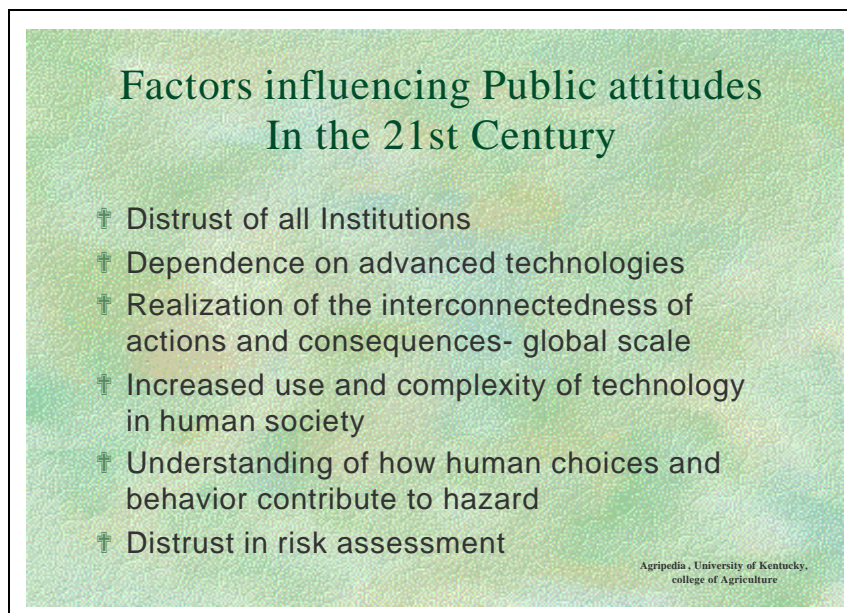 Factors influencing Public attitudes
In the 21st Century
Distrust of all Institutions
Dependence on advanced technologies
Realization of the interconnectedness of
actions and consequences- global scale
Increased use and complexity of technology
in human society
Understanding of how human choices and
behavior contribute to hazard
Distrust in risk assessment
Agripedia , University of Kentucky,
college of Agriculture